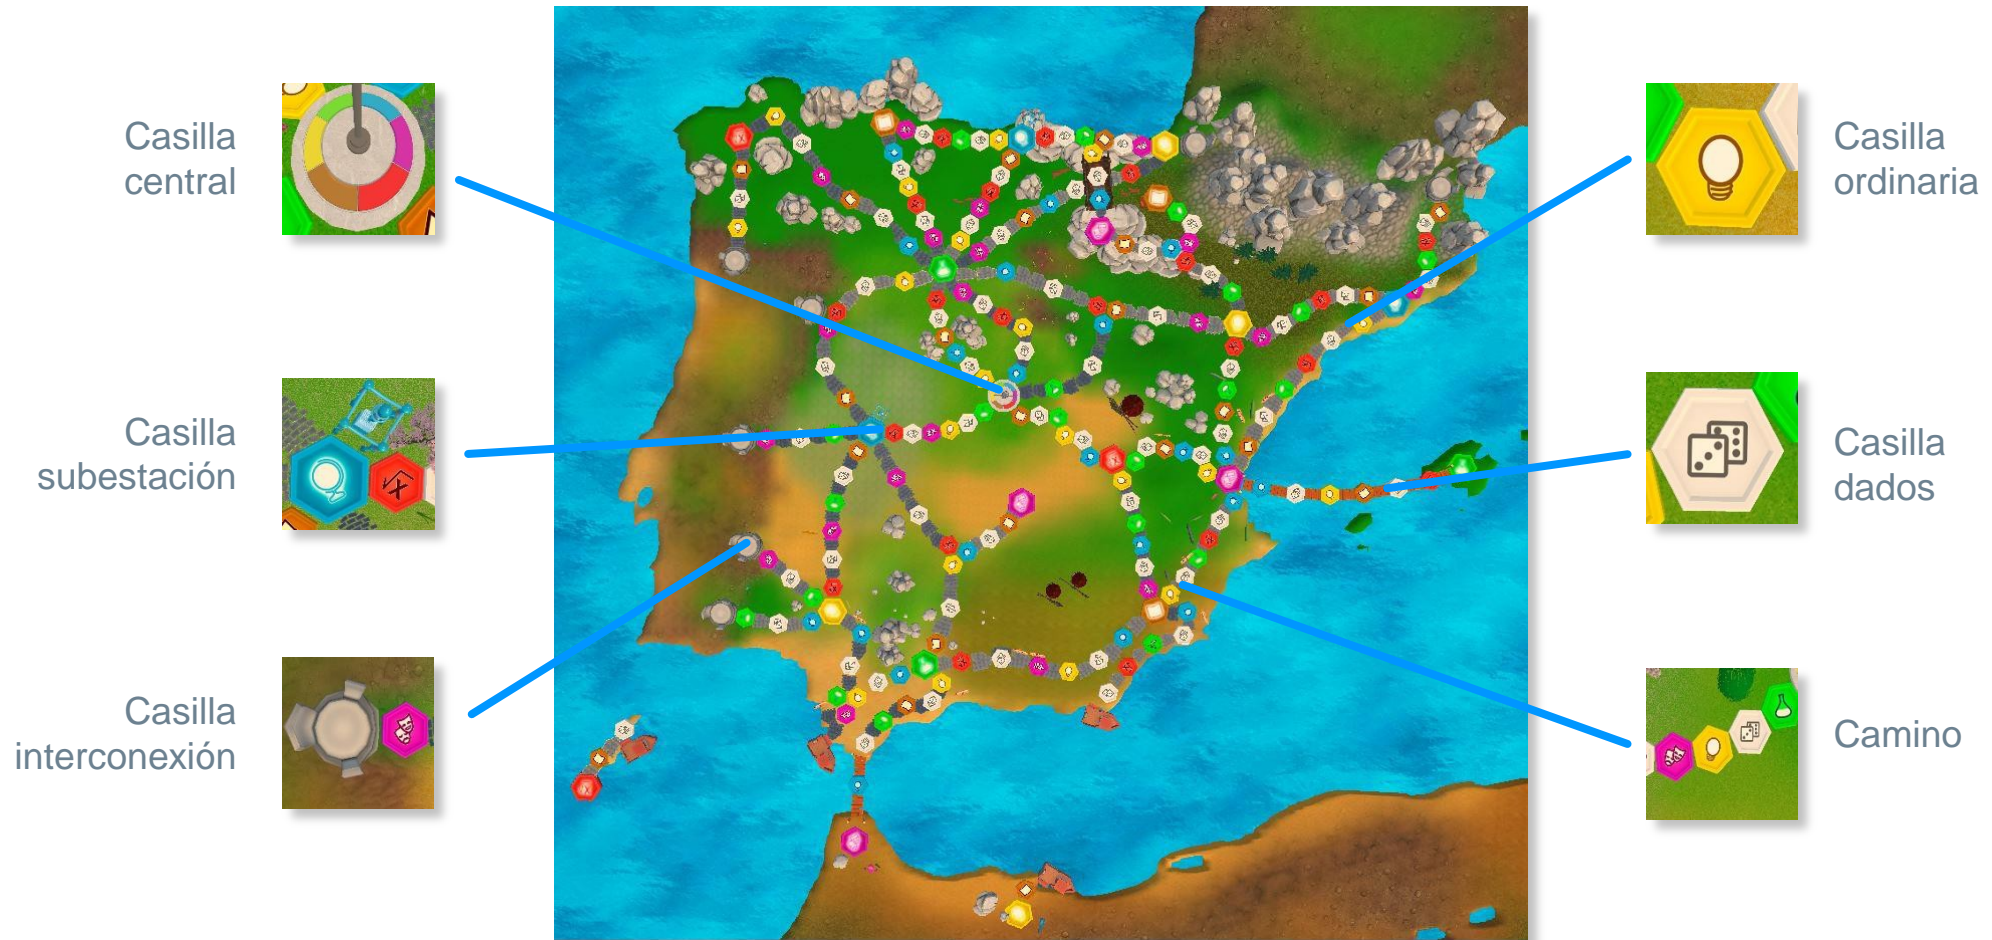 Casilla
central
Casilla
subestación
Casilla
interconexión
Casilla
ordinaria
Casilla
dados
Camino